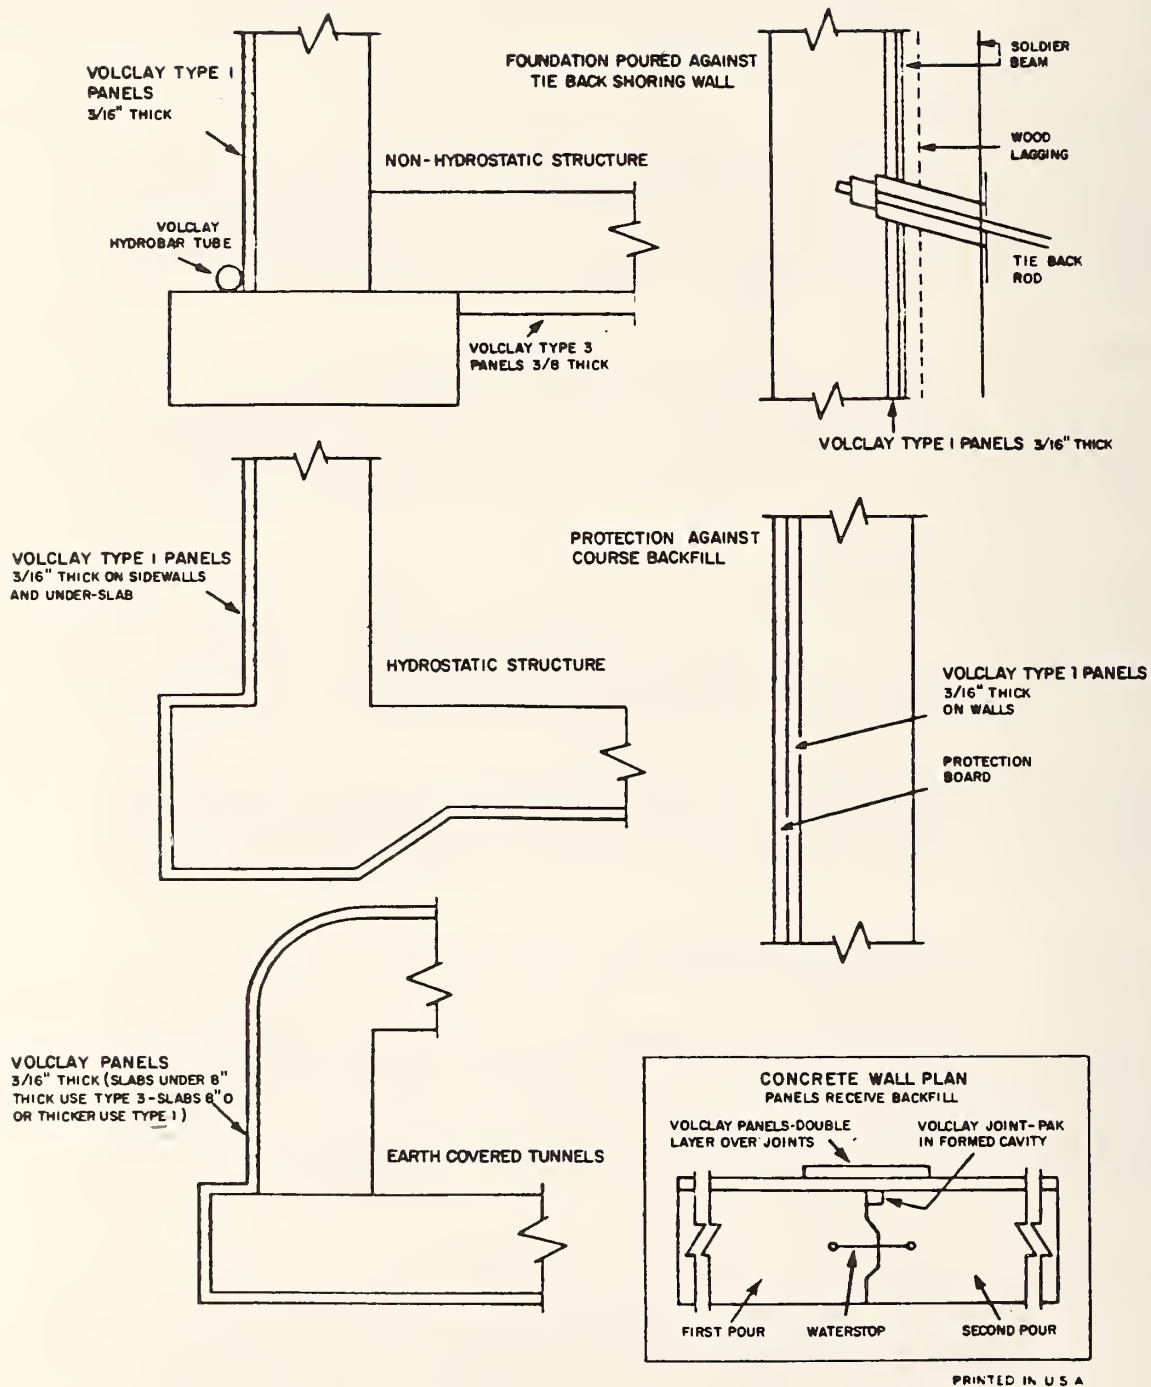 VOLCLAY TYPE 1
PANELS
3/16" THICK
NON-HYDROSTATIC STRUCTURE
VOLCLAY
HYDROBAR TUBE
VOLCLAY TYPE 3
PANELS 3/8 THICK
FOUNDATION POURED AGAINST
TIE BACK SHORING WALL
SOLDIER
BEAM
WOOD
LAGGING
TIE BACK
ROD
VOLCLAY TYPE 1 PANELS 3/16" THICK
VOLCLAY TYPE 1 PANELS
3/16" THICK ON SIDEWALLS
AND UNDER-SLAB
HYDROSTATIC STRUCTURE
PROTECTION AGAINST
COURSE BACKFILL
VOLCLAY TYPE 1 PANELS
3/16" THICK
ON WALLS
PROTECTION
BOARD
VOLCLAY PANELS
3/16" THICK (SLABS UNDER 8"
THICK USE TYPE 3-SLABS 8"O
OR THICKER USE TYPE 1)
EARTH COVERED TUNNELS
CONCRETE WALL PLAN
PANELS RECEIVE BACKFILL
VOLCLAY PANELS-DOUBLE
LAYER OVER JOINTS
VOLCLAY JOINT-PAK
IN FORMED CAVITY
FIRST POUR
WATERSTOP
SECOND POUR
PRINTED IN U S A